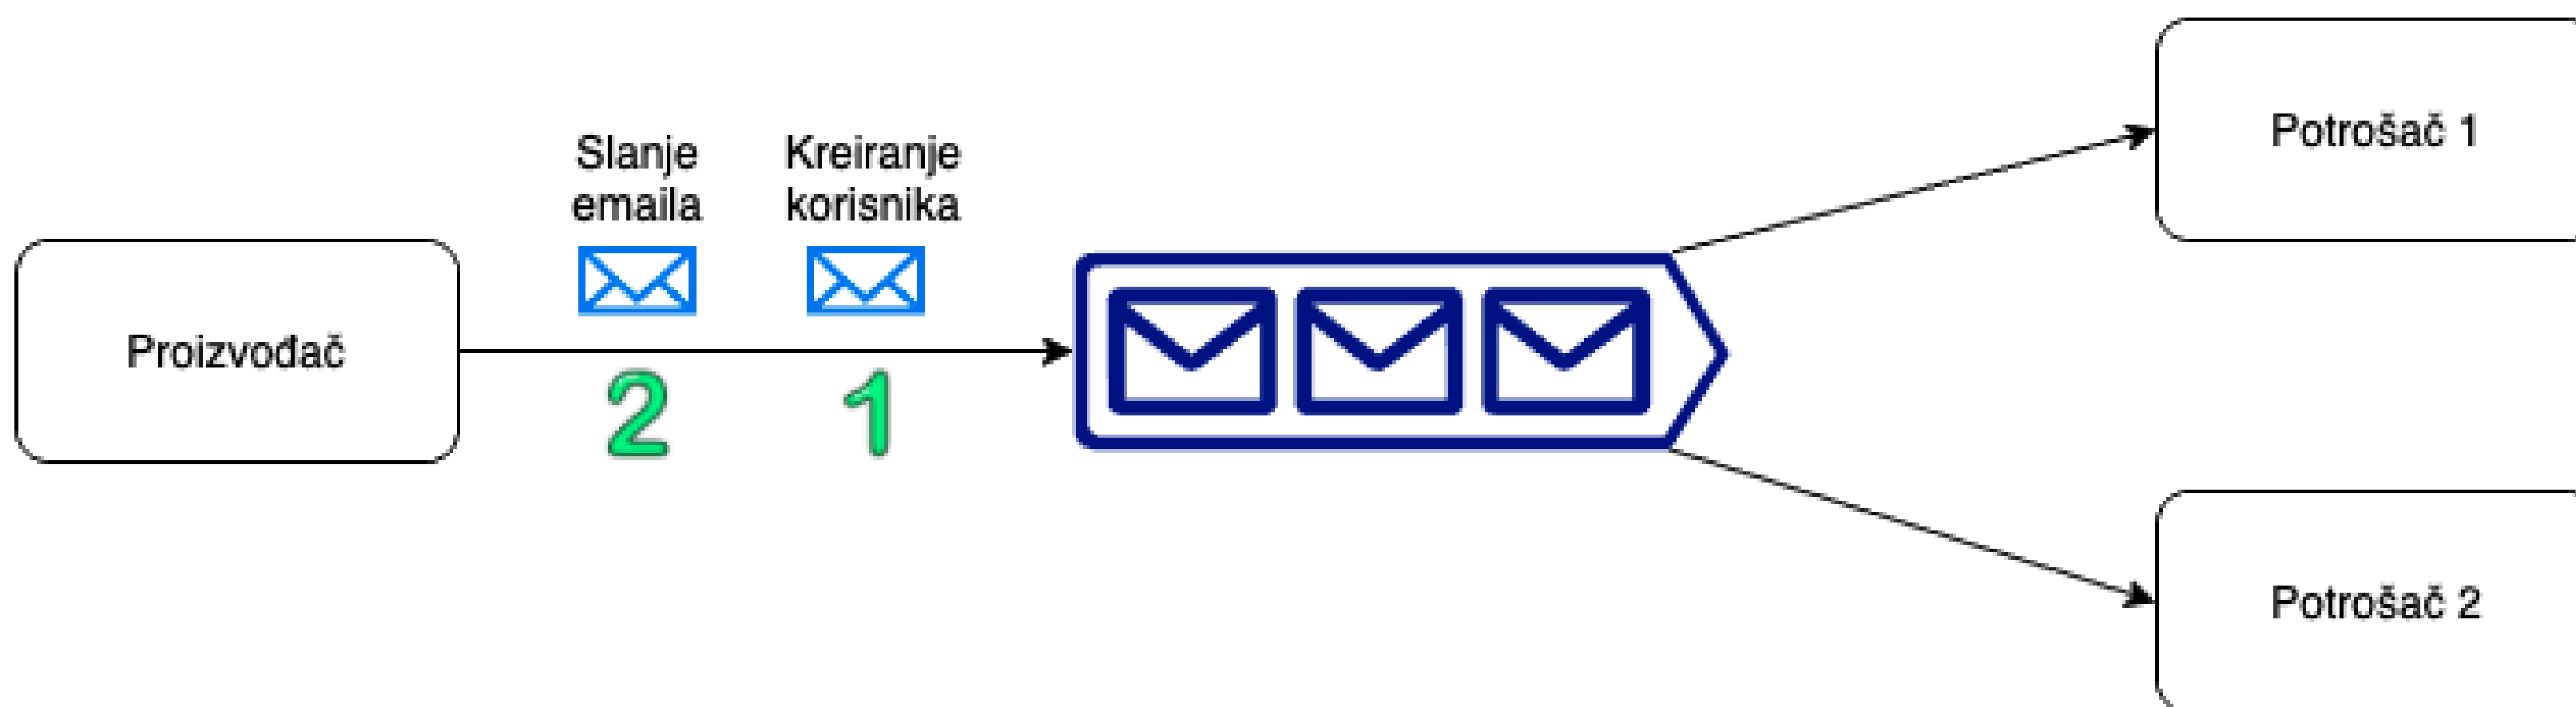 Slanje
emaila
Kreiranje
korisnika
Proizvođač
2
1
Potrošač 1
Potrošač 2